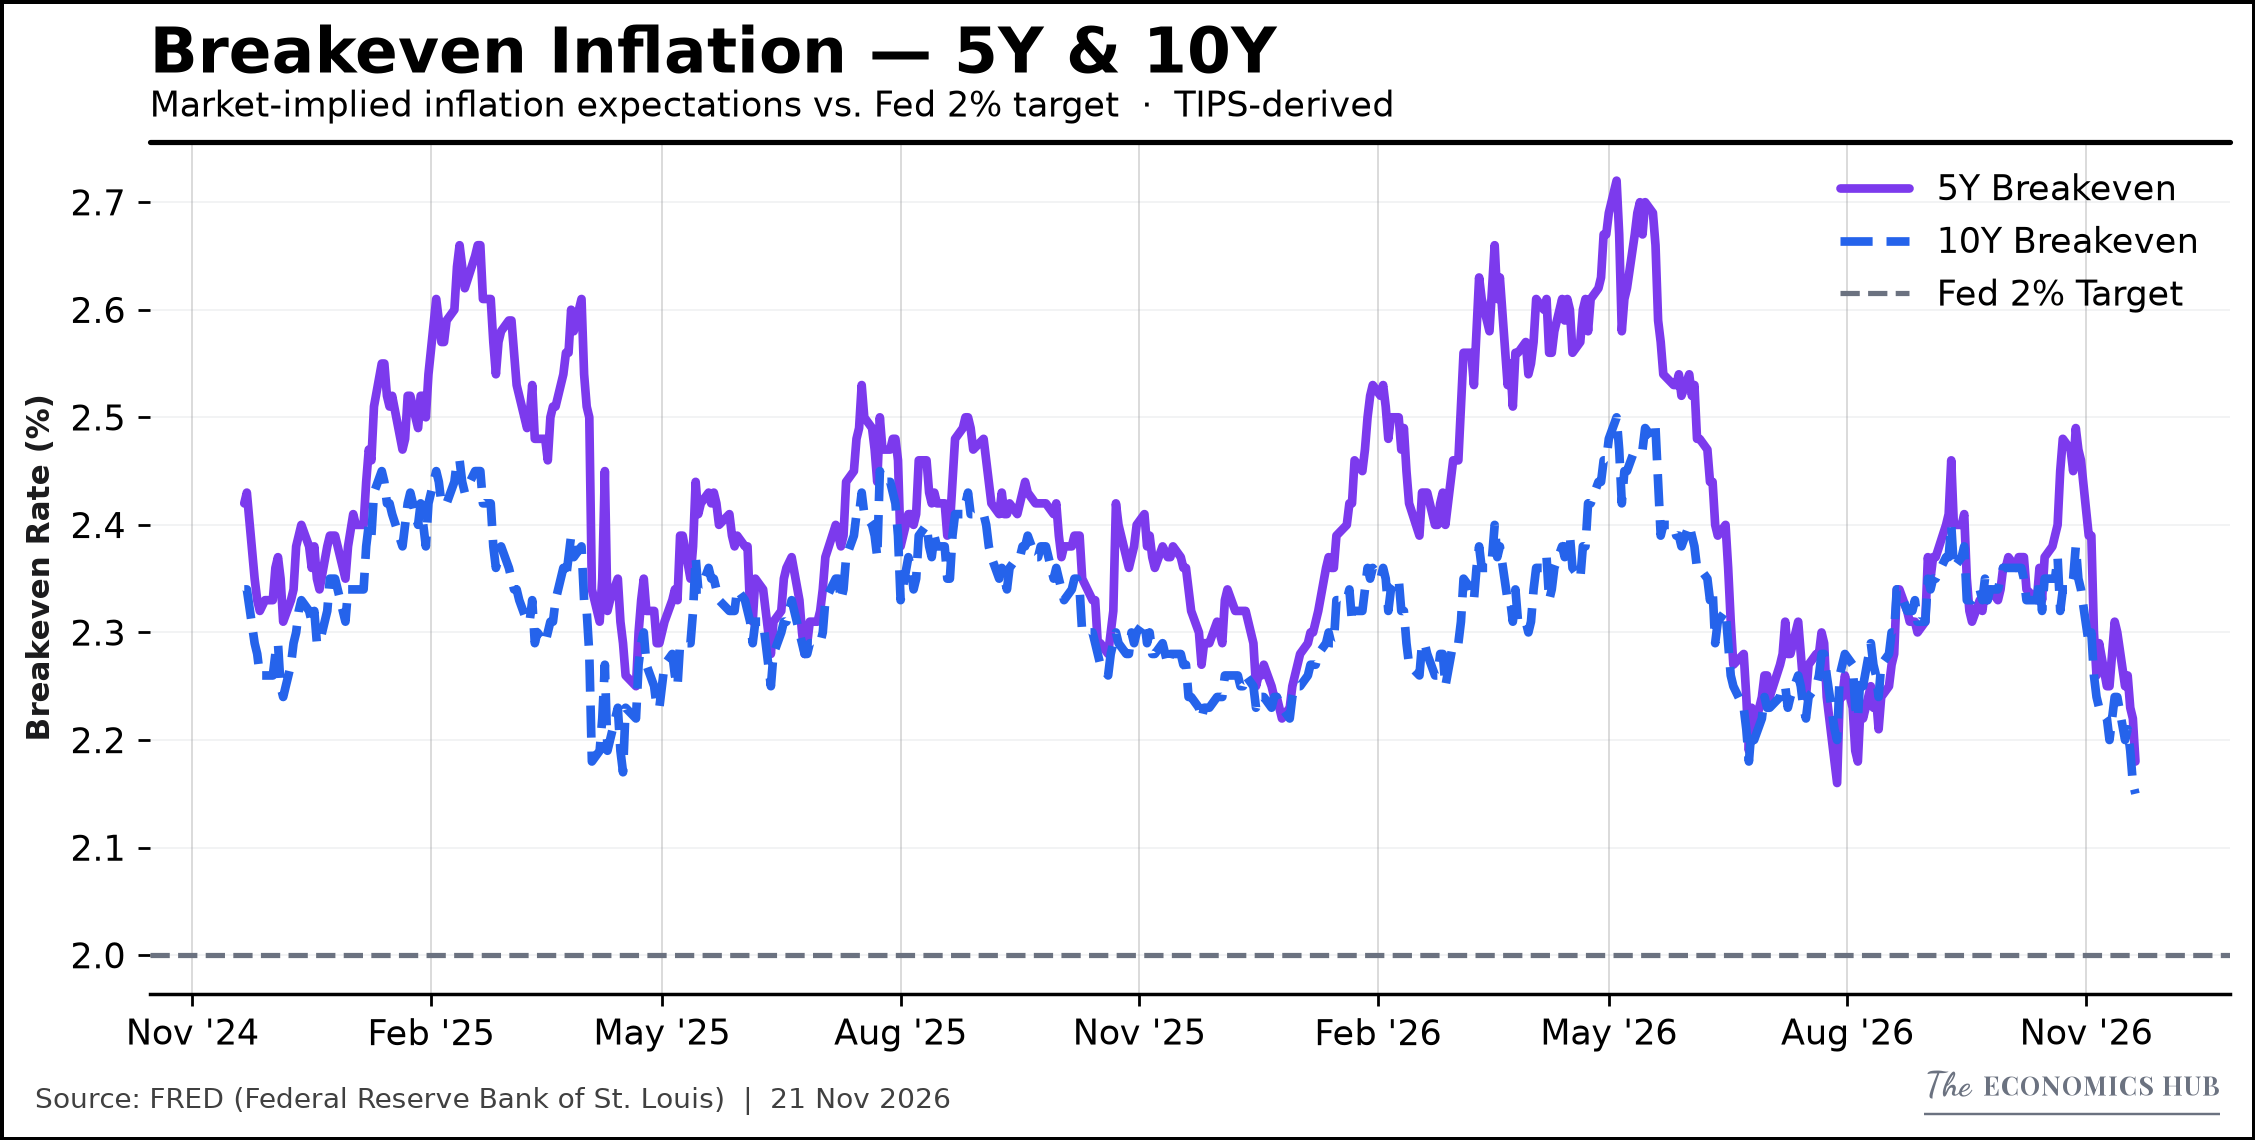 Breakeven Inflation — 5Y & 10Y
Market-implied inflation expectations vs. Fed 2% target · TIPS-derived
5Y Breakeven
10Y Breakeven
Fed 2% Target
Breakeven Rate (%)
2.7
2.6
2.5
2.4
2.3
2.2
2.1
2.0
Nov '24 Feb '25 May '25 Aug '25 Nov '25 Feb '26 May '26 Aug '26 Nov '26
Source: FRED (Federal Reserve Bank of St. Louis) | 21 Nov 2026
The ECONOMICS HUB